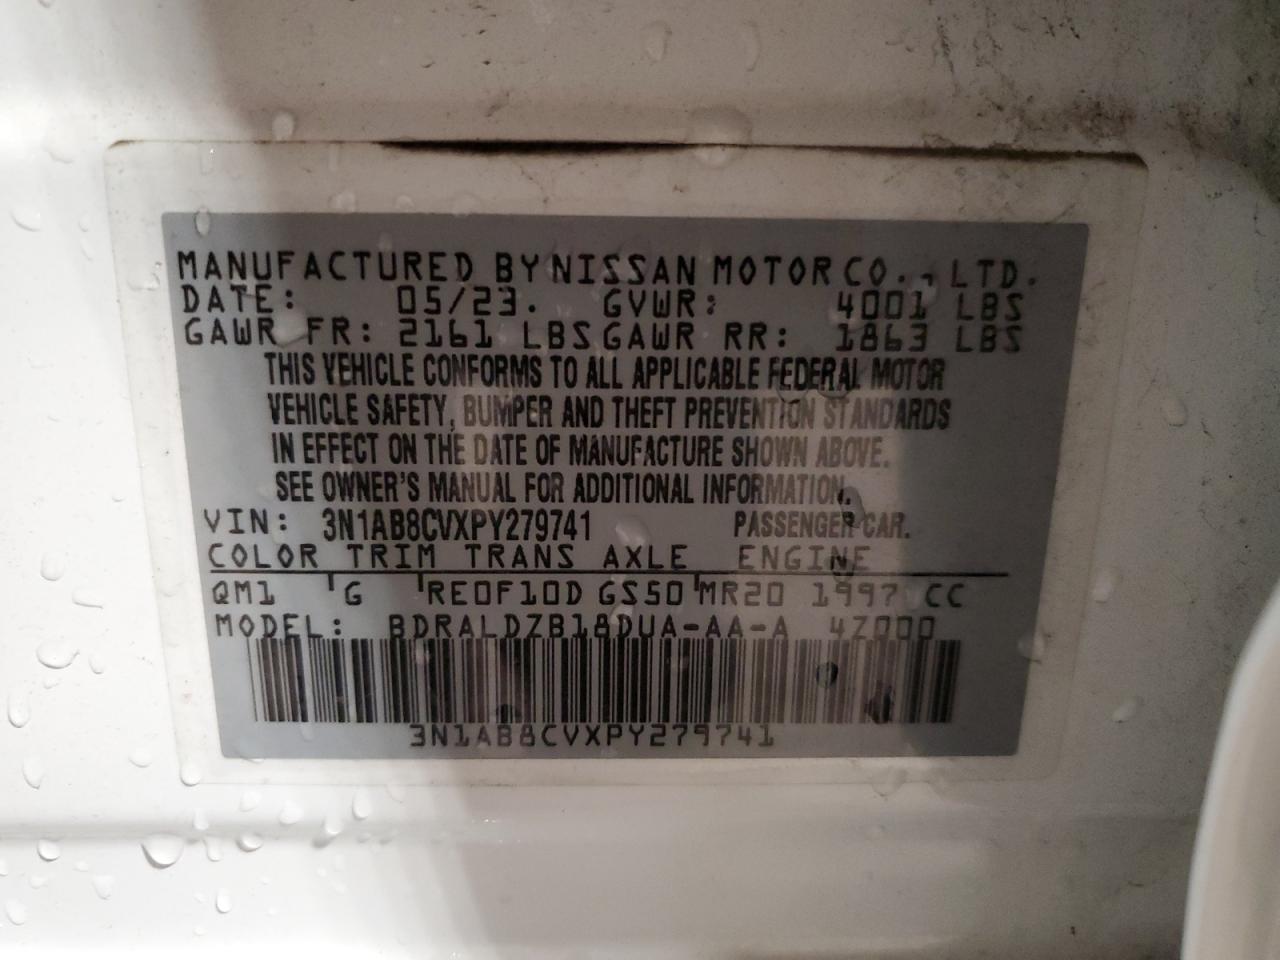 MANUFACTURED BY NISSAN MOTOR CO., LTD.
DATE: 05/23. GVWR: 4001 LBS
GAWR FR: 2161 LBS GAWR RR: 1863 LBS
THIS VEHICLE CONFORMS TO ALL APPLICABLE FEDERAL MOTOR
VEHICLE SAFETY, BUMPER AND THEFT PREVENTION STANDARDS
IN EFFECT ON THE DATE OF MANUFACTURE SHOWN ABOVE.
SEE OWNER'S MANUAL FOR ADDITIONAL INFORMATION.
VIN: 3N1AB8CVXPY279741 PASSENGER CAR.
COLOR TRIM TRANS AXLE ENGINE
QM1 G RE0F10D GS50 MR20 1997 CC
MODEL: BDRALDZB18DUA-AA-A 4Z000
3N1AB8CVXPY279741